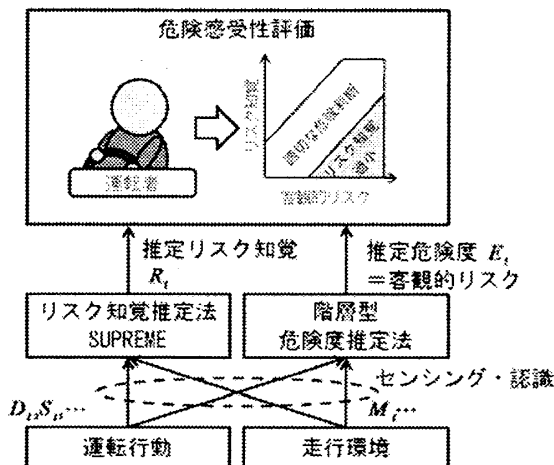 危険感受性評価
リスク知覚
適切な危険判断
リスク知覚
過小
運転者
客観的リスク
推定リスク知覚
R_t
推定危険度 E_t
＝客観的リスク
リスク知覚推定法
SUPREME
階層型
危険度推定法
センシング・認識
D_t,S_t,…
M_t…
運転行動
走行環境